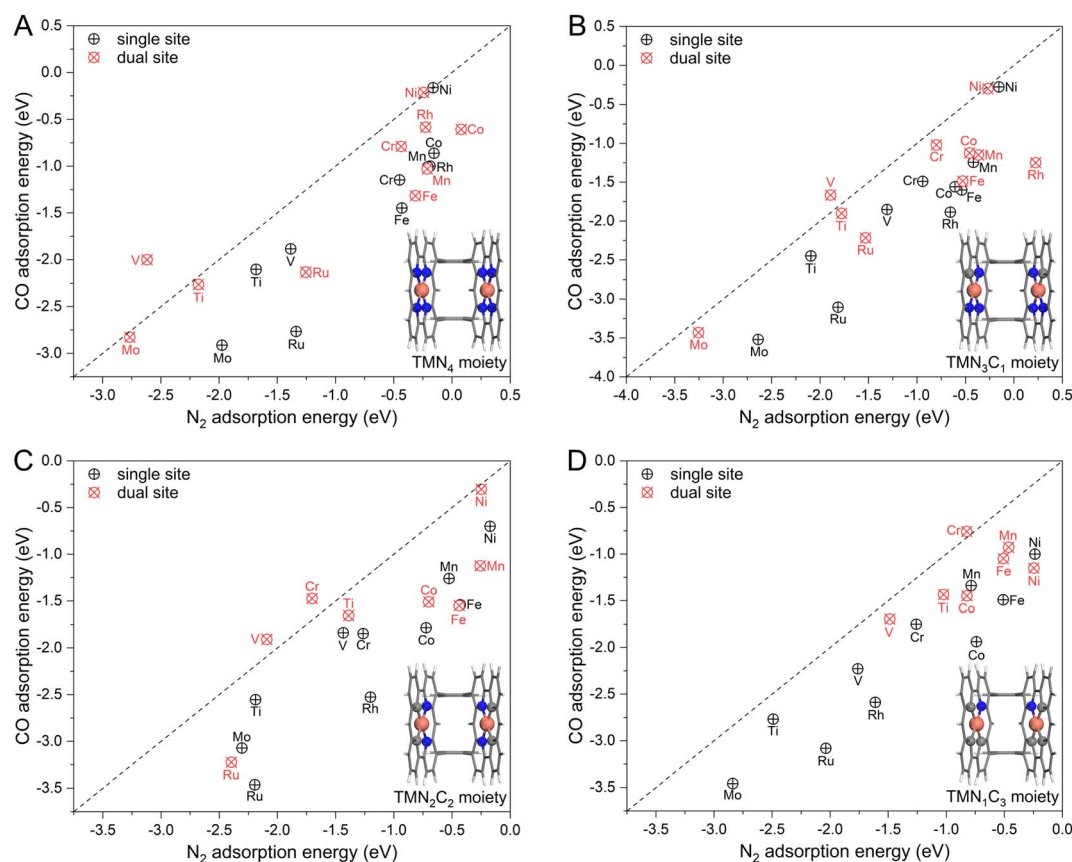 A
single site
dual site
CO adsorption energy (eV)
0.5
0.0
-0.5
-1.0
-1.5
-2.0
-2.5
-3.0
Ni
Ni
Rh
Co
Co
Cr
Mn
Rh
Mn
Cr
Fe
Fe
V
V
Ti
Ti
Ru
Mo
Ru
Mo
TMN₄ moiety
-3.0 -2.5 -2.0 -1.5 -1.0 -0.5 0.0 0.5
N₂ adsorption energy (eV)
B
single site
dual site
CO adsorption energy (eV)
0.5
0.0
-0.5
-1.0
-1.5
-2.0
-2.5
-3.0
-3.5
-4.0
Ni
Ni
Co
Cr
Mn
Mn
Rh
Cr
Fe
Co
Fe
V
Ti
V
Rh
Ru
Ti
Ru
Mo
Mo
TMN₃C₁ moiety
-4.0 -3.5 -3.0 -2.5 -2.0 -1.5 -1.0 -0.5 0.0 0.5
N₂ adsorption energy (eV)
C
single site
dual site
CO adsorption energy (eV)
0.0
-0.5
-1.0
-1.5
-2.0
-2.5
-3.0
-3.5
Ni
Ni
Mn
Mn
Cr
Co
Ti
Fe
Fe
V
V
Cr
Co
Ti
Rh
Mo
Ru
Ru
TMN₂C₂ moiety
-3.5 -3.0 -2.5 -2.0 -1.5 -1.0 -0.5 0.0
N₂ adsorption energy (eV)
D
single site
dual site
CO adsorption energy (eV)
0.0
-0.5
-1.0
-1.5
-2.0
-2.5
-3.0
-3.5
Cr
Mn
Ni
Fe
Ni
Mn
Ti
Co
Fe
V
Cr
Co
V
Rh
Ti
Ru
Mo
TMN₁C₃ moiety
-3.5 -3.0 -2.5 -2.0 -1.5 -1.0 -0.5 0.0
N₂ adsorption energy (eV)